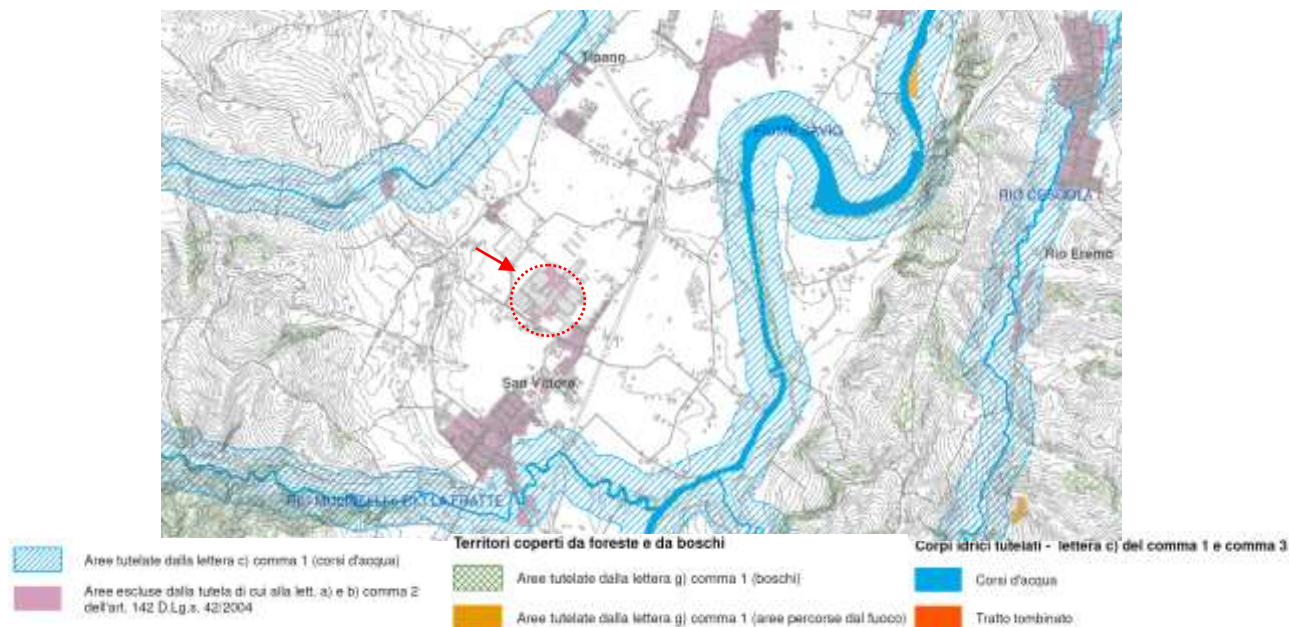 Tipano
FIUME SAVIO
RIO CESUOLA
Rio Eremo
San Vittore
Territori coperti da foreste e da boschi
Corpi idrici tutelati - lettera c) del comma 1 e comma 3
Aree tutelate dalla lettera c) comma 1 (corsi d'acqua)
Aree escluse dalla tutela di cui alla lett. a) e b) comma 2
dell'art. 142 D.Lg.s. 42/2004
Aree tutelate dalla lettera g) comma 1 (boschi)
Aree tutelate dalla lettera g) comma 1 (aree percorse dal fuoco)
Corsi d'acqua
Tratto tombinato